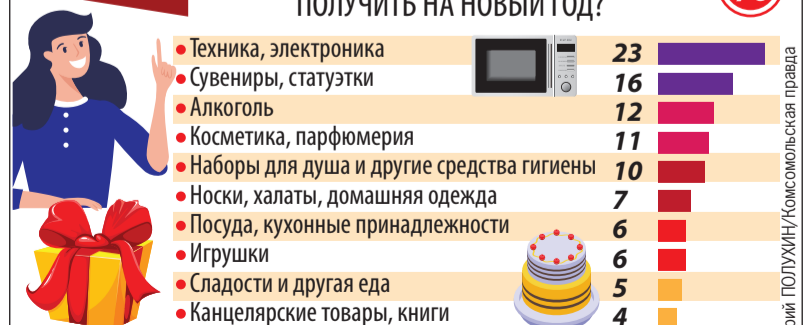 ПОЛУЧИТЬ НА НОВЫЙ ГОД?
• Техника, электроника 23
• Сувениры, статуэтки 16
• Алкоголь 12
• Косметика, парфюмерия 11
• Наборы для душа и другие средства гигиены 10
• Носки, халаты, домашняя одежда 7
• Посуда, кухонные принадлежности 6
• Игрушки 6
• Сладости и другая еда 5
• Канцелярские товары, книги 4
ПОЛУХИН/Комсомольская правда